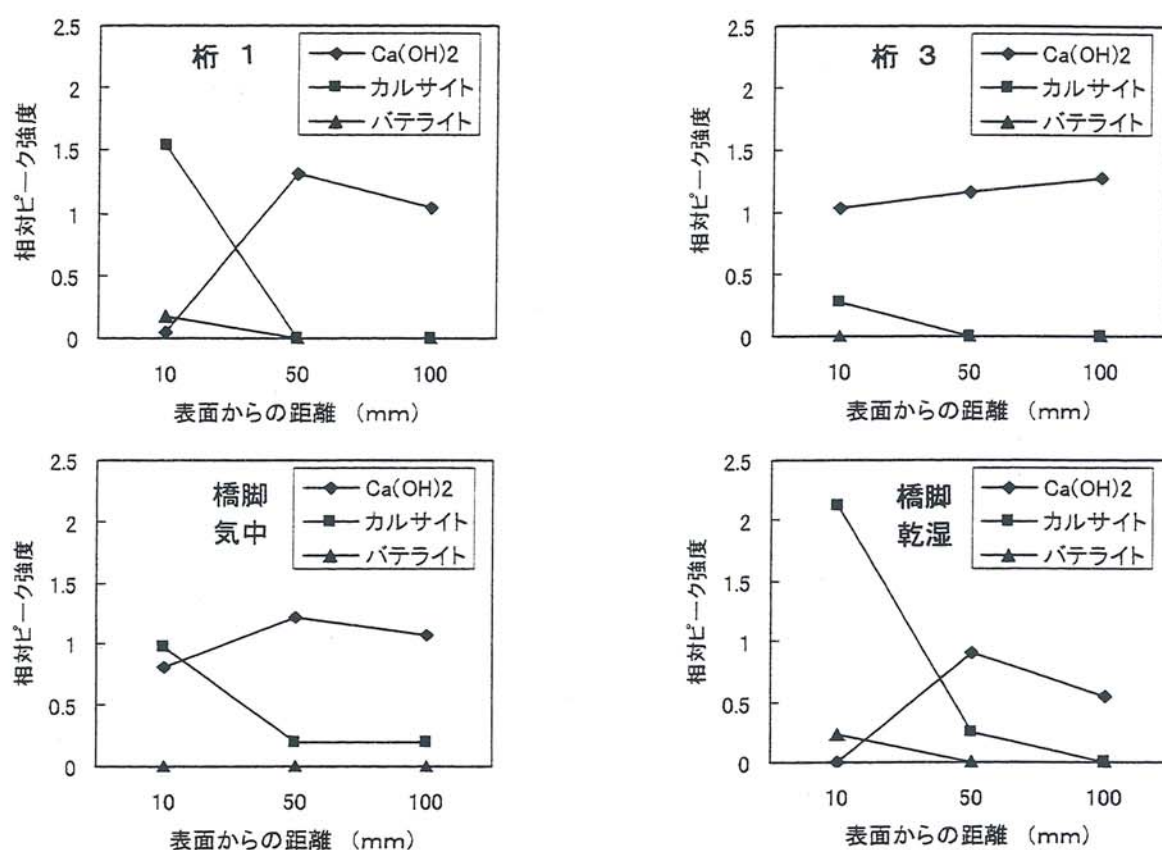 2.5
2
1.5
1
0.5
0
相対ピーク強度
桁 1
Ca(OH)2
カルサイト
バテライト
10 50 100
表面からの距離 (mm)
2.5
2
1.5
1
0.5
0
相対ピーク強度
桁 3
Ca(OH)2
カルサイト
バテライト
10 50 100
表面からの距離 (mm)
2.5
2
1.5
1
0.5
0
相対ピーク強度
橋脚
気中
Ca(OH)2
カルサイト
バテライト
10 50 100
表面からの距離 (mm)
2.5
2
1.5
1
0.5
0
相対ピーク強度
橋脚
乾湿
Ca(OH)2
カルサイト
バテライト
10 50 100
表面からの距離 (mm)